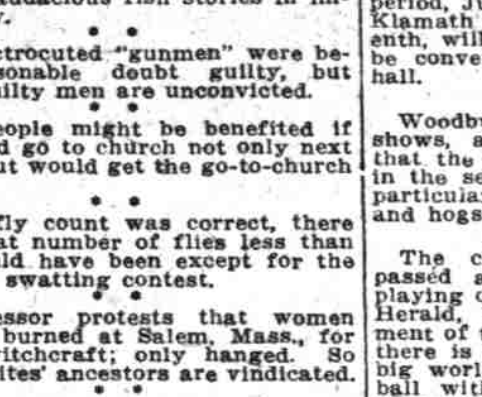 y.
ctrocuted "gunmen" were be-
sonable doubt guilty, but
uilty men are unconvicted.
eople might be benefited if
d go to church not only next
ut would get the go-to-church
fly count was correct, there
at number of flies less than
uld have been except for the
swatting contest.
essor protests that women
burned at Salem, Mass., for
itchcraft; only hanged. So
ites' ancestors are vindicated.
period, Ju
Klamath
enth, will
be conve
hall.
Woodbu
shows, a
that the
in the se
particular
and hogs
The c
passed a
playing o
Herald,
ment of t
there is
big worl
ball with